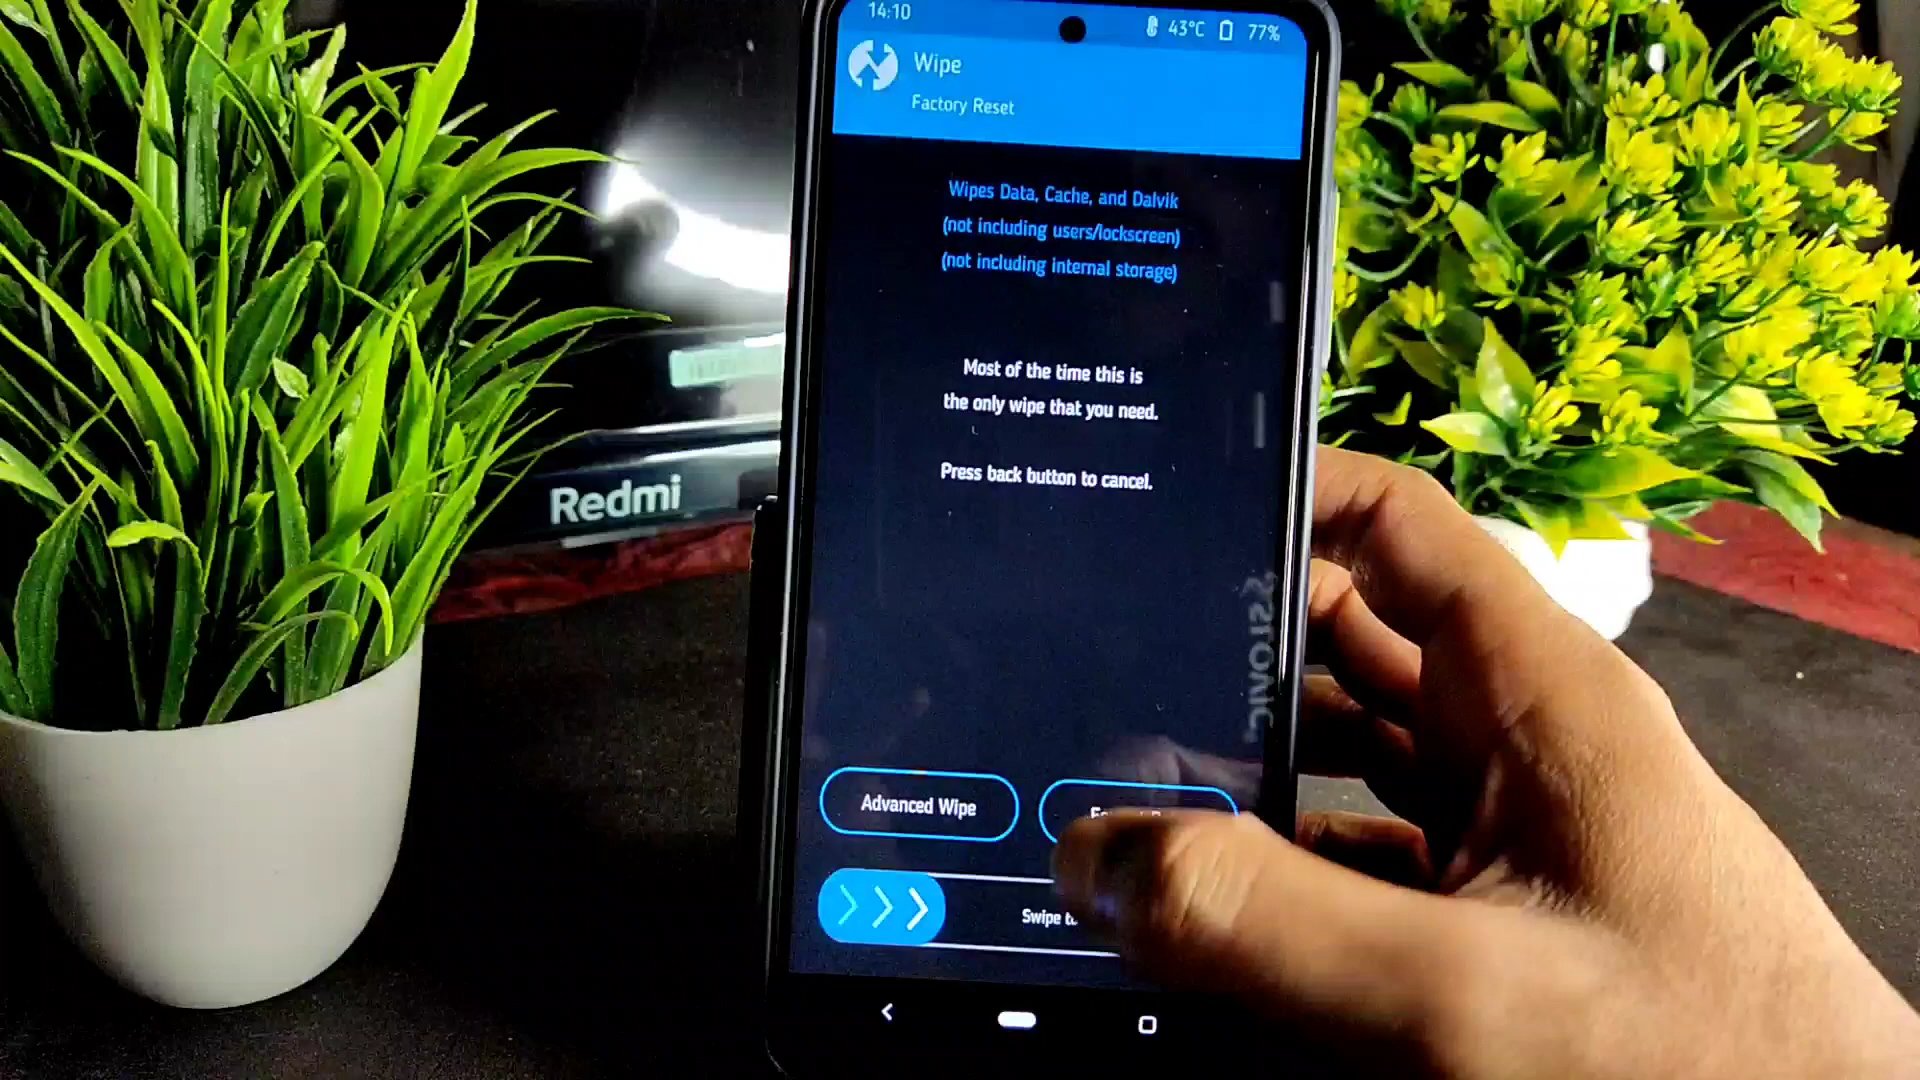 14:10
43°C 77%
Wipe
Factory Reset
Wipes Data, Cache, and Dalvik
(not including users/lockscreen)
(not including internal storage)
Most of the time this is
the only wipe that you need.
Press back button to cancel.
Redmi
Advanced Wipe
Swipe